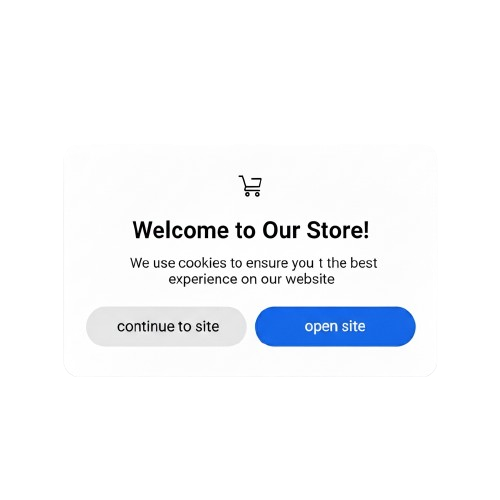 Welcome to Our Store!
We use cookies to ensure you t the best
experience on our website
continue to site
open site